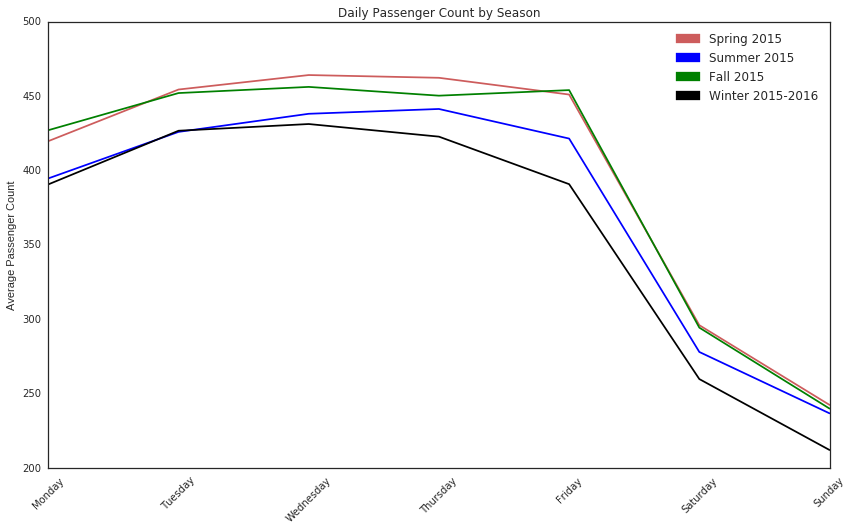 Daily Passenger Count by Season
Spring 2015
Summer 2015
Fall 2015
Winter 2015-2016
Average Passenger Count
500
450
400
350
300
250
200
Monday
Tuesday
Wednesday
Thursday
Friday
Saturday
Sunday